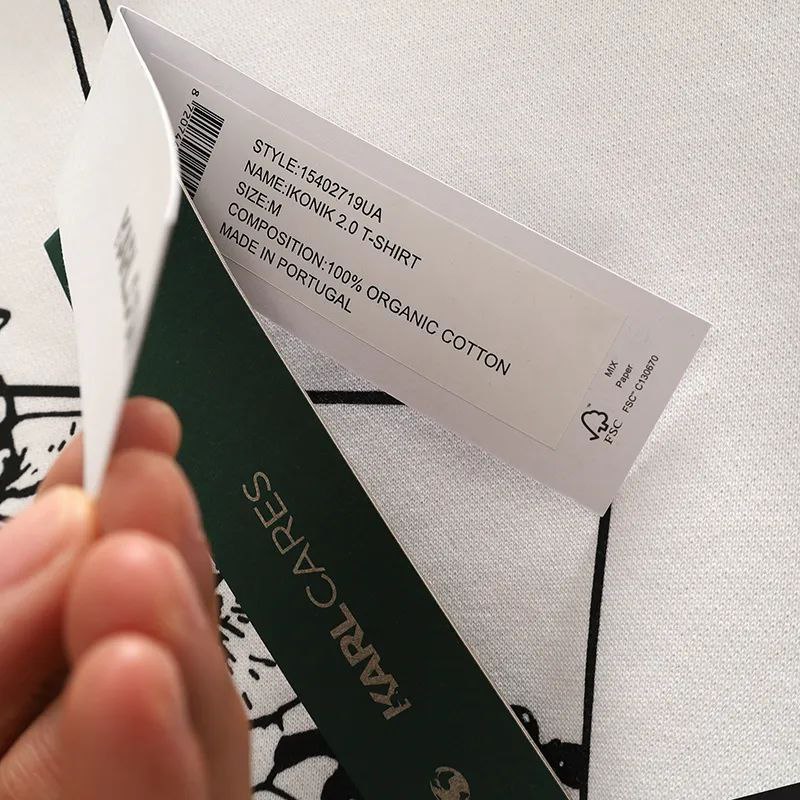 STYLE:15402719UA
NAME:IKONIK 2.0 T-SHIRT
SIZE:M
COMPOSITION:100% ORGANIC COTTON
MADE IN PORTUGAL
MIX
Paper
FSC™ C130670
FSC
KARL CARES